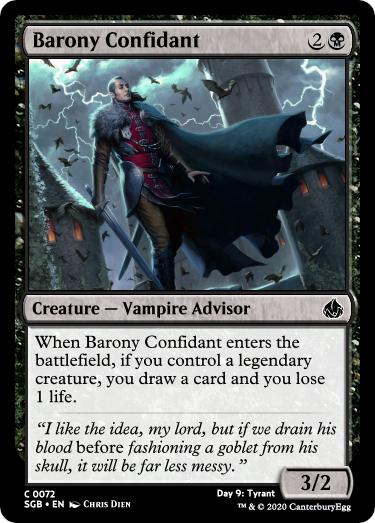 Barony Confidant 2
Creature — Vampire Advisor
When Barony Confidant enters the
battlefield, if you control a legendary
creature, you draw a card and you lose
1 life.
“I like the idea, my lord, but if we drain his
blood before fashioning a goblet from his
skull, it will be far less messy.”
3/2
C 0072
SGB • EN Chris Dien
Day 9: Tyrant
™ & © 2020 CanterburyEgg